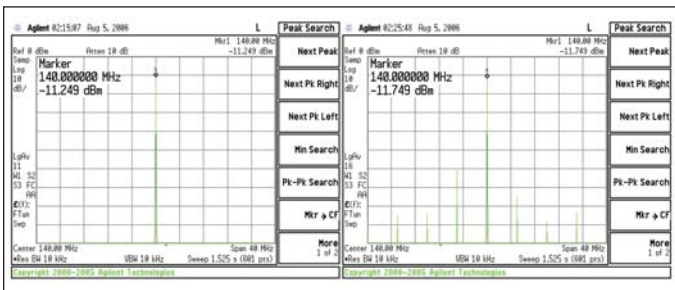 Agilent 02:15:07 Aug 5, 2006 L
Peak Search
Mkr1 140.00 MHz
Ref 0 dBm Atten 10 dB -11.249 dBm
Samp
Log
10
dB/
Marker
140.000000 MHz
-11.249 dBm
LgAv
11
W1 S2
S3 FC
AA
£(f):
FTun
Swp
Center 140.00 MHz Span 40 MHz
#Res BW 10 kHz VBW 10 kHz Sweep 1.525 s (601 pts)
Copyright 2000-2005 Agilent Technologies
Next Peak
Next Pk Right
Next Pk Left
Min Search
Pk-Pk Search
Mkr → CF
More
1 of 2
Agilent 02:25:48 Aug 5, 2006 L
Peak Search
Mkr1 140.00 MHz
Ref 0 dBm Atten 10 dB -11.749 dBm
Samp
Log
10
dB/
Marker
140.000000 MHz
-11.749 dBm
LgAv
16
W1 S2
S3 FC
AA
£(f):
FTun
Swp
Center 140.00 MHz Span 40 MHz
#Res BW 10 kHz VBW 10 kHz Sweep 1.525 s (601 pts)
Copyright 2000-2005 Agilent Technologies
Next Peak
Next Pk Right
Next Pk Left
Min Search
Pk-Pk Search
Mkr → CF
More
1 of 2